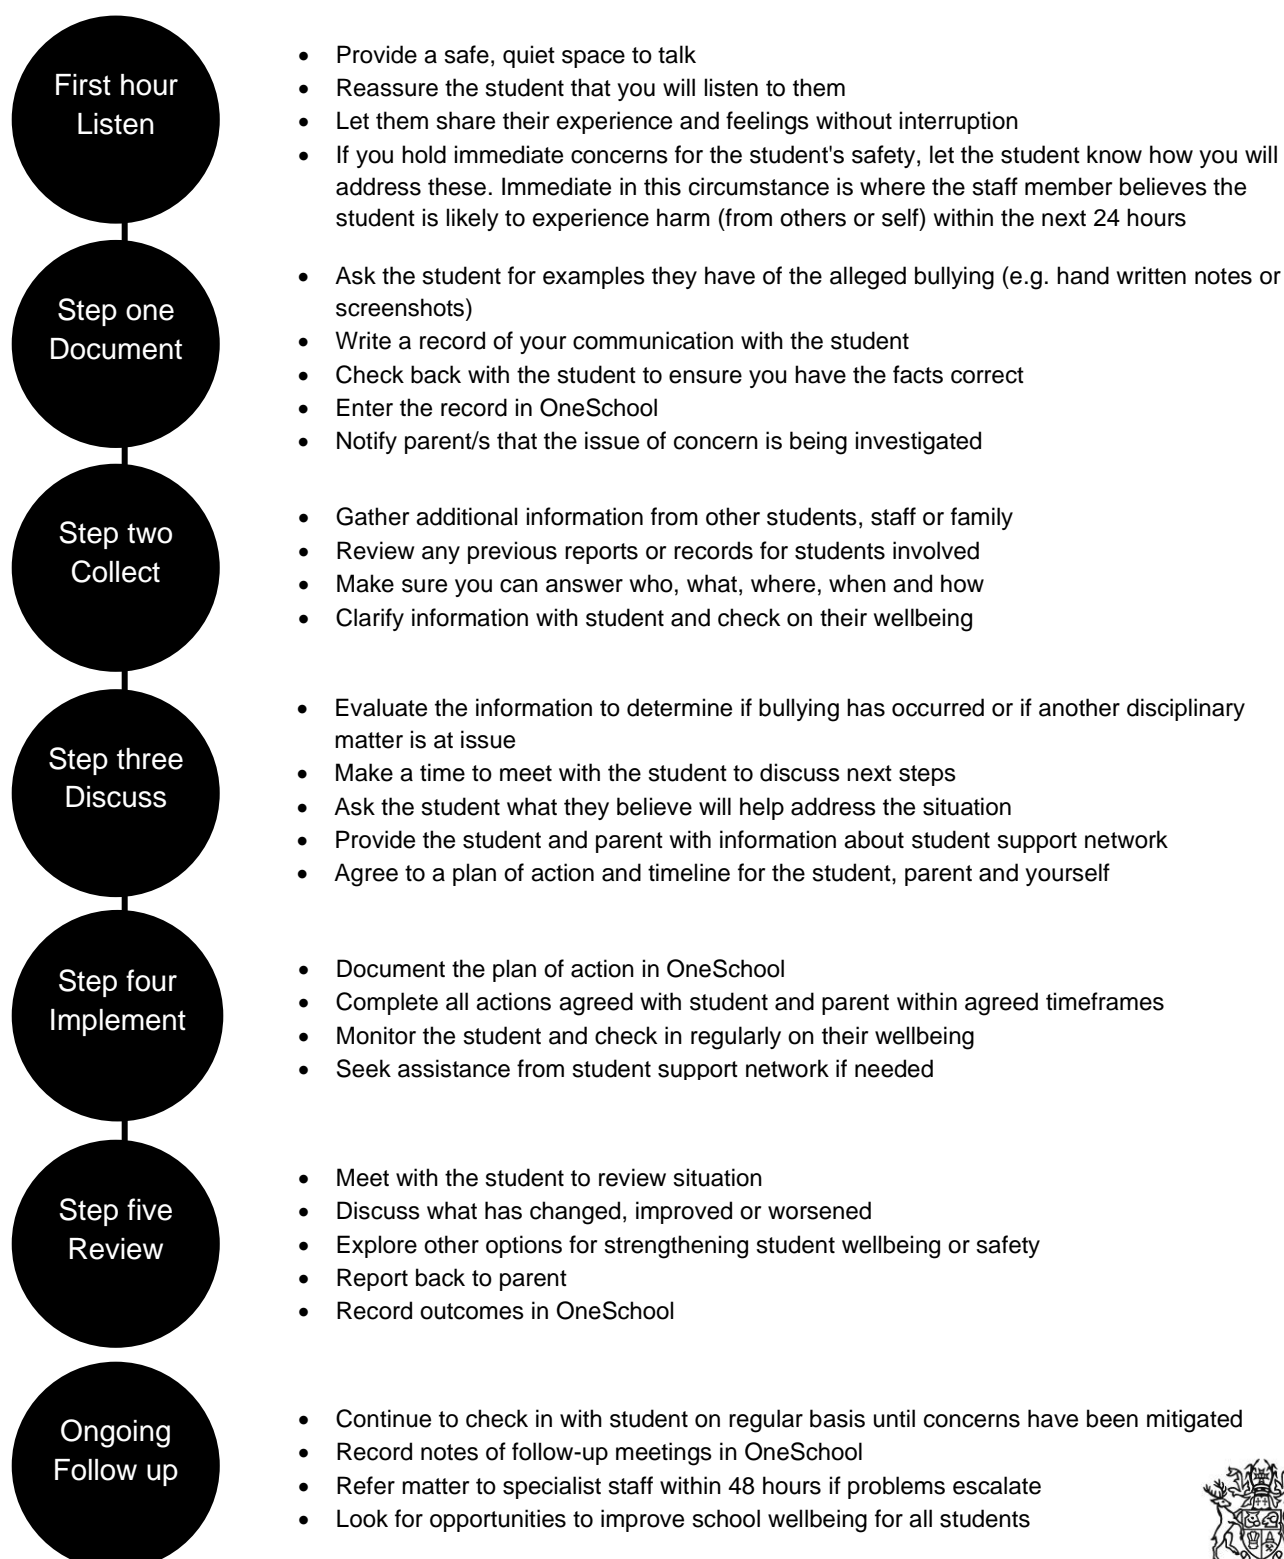 First hour
Listen
• Provide a safe, quiet space to talk
• Reassure the student that you will listen to them
• Let them share their experience and feelings without interruption
• If you hold immediate concerns for the student's safety, let the student know how you will
address these. Immediate in this circumstance is where the staff member believes the
student is likely to experience harm (from others or self) within the next 24 hours
Step one
Document
• Ask the student for examples they have of the alleged bullying (e.g. hand written notes or
screenshots)
• Write a record of your communication with the student
• Check back with the student to ensure you have the facts correct
• Enter the record in OneSchool
• Notify parent/s that the issue of concern is being investigated
Step two
Collect
• Gather additional information from other students, staff or family
• Review any previous reports or records for students involved
• Make sure you can answer who, what, where, when and how
• Clarify information with student and check on their wellbeing
Step three
Discuss
• Evaluate the information to determine if bullying has occurred or if another disciplinary
matter is at issue
• Make a time to meet with the student to discuss next steps
• Ask the student what they believe will help address the situation
• Provide the student and parent with information about student support network
• Agree to a plan of action and timeline for the student, parent and yourself
Step four
Implement
• Document the plan of action in OneSchool
• Complete all actions agreed with student and parent within agreed timeframes
• Monitor the student and check in regularly on their wellbeing
• Seek assistance from student support network if needed
Step five
Review
• Meet with the student to review situation
• Discuss what has changed, improved or worsened
• Explore other options for strengthening student wellbeing or safety
• Report back to parent
• Record outcomes in OneSchool
Ongoing
Follow up
• Continue to check in with student on regular basis until concerns have been mitigated
• Record notes of follow-up meetings in OneSchool
• Refer matter to specialist staff within 48 hours if problems escalate
• Look for opportunities to improve school wellbeing for all students